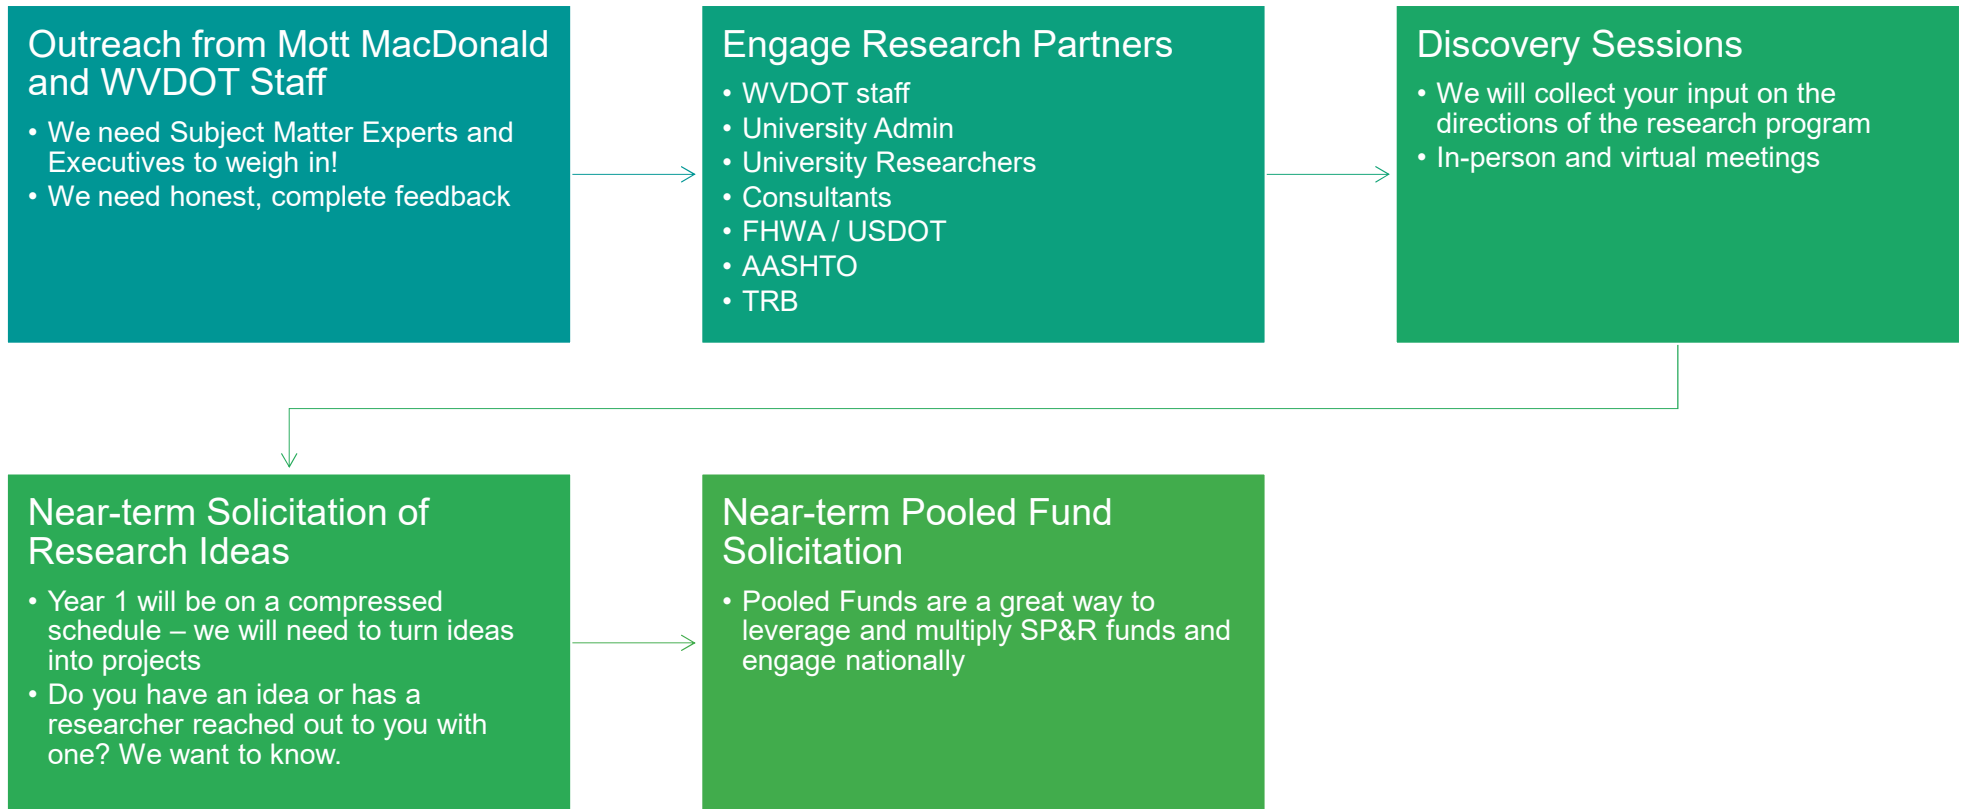 Outreach from Mott MacDonald
and WVDOT Staff
• We need Subject Matter Experts and
Executives to weigh in!
• We need honest, complete feedback
Engage Research Partners
• WVDOT staff
• University Admin
• University Researchers
• Consultants
• FHWA / USDOT
• AASHTO
• TRB
Discovery Sessions
• We will collect your input on the
directions of the research program
• In-person and virtual meetings
Near-term Solicitation of
Research Ideas
• Year 1 will be on a compressed
schedule – we will need to turn ideas
into projects
• Do you have an idea or has a
researcher reached out to you with
one? We want to know.
Near-term Pooled Fund
Solicitation
• Pooled Funds are a great way to
leverage and multiply SP&R funds and
engage nationally